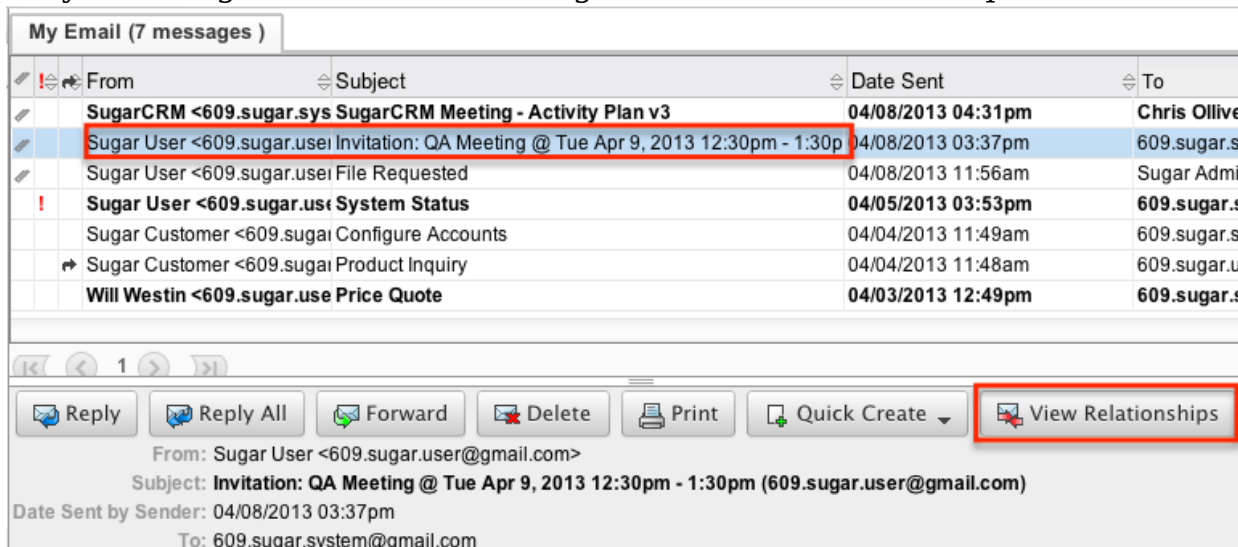 My Email (7 messages )
! From Subject Date Sent To
SugarCRM <609.sugar.sys SugarCRM Meeting - Activity Plan v3 04/08/2013 04:31pm Chris Ollive
Sugar User <609.sugar.user Invitation: QA Meeting @ Tue Apr 9, 2013 12:30pm - 1:30p 04/08/2013 03:37pm 609.sugar.s
Sugar User <609.sugar.user File Requested 04/08/2013 11:56am Sugar Admi
! Sugar User <609.sugar.use System Status 04/05/2013 03:53pm 609.sugar.s
Sugar Customer <609.sugar Configure Accounts 04/04/2013 11:49am 609.sugar.s
Sugar Customer <609.sugar Product Inquiry 04/04/2013 11:48am 609.sugar.u
Will Westin <609.sugar.use Price Quote 04/03/2013 12:49pm 609.sugar.s
1
Reply Reply All Forward Delete Print Quick Create View Relationships
From: Sugar User <609.sugar.user@gmail.com>
Subject: Invitation: QA Meeting @ Tue Apr 9, 2013 12:30pm - 1:30pm (609.sugar.user@gmail.com)
Date Sent by Sender: 04/08/2013 03:37pm
To: 609.sugar.system@gmail.com